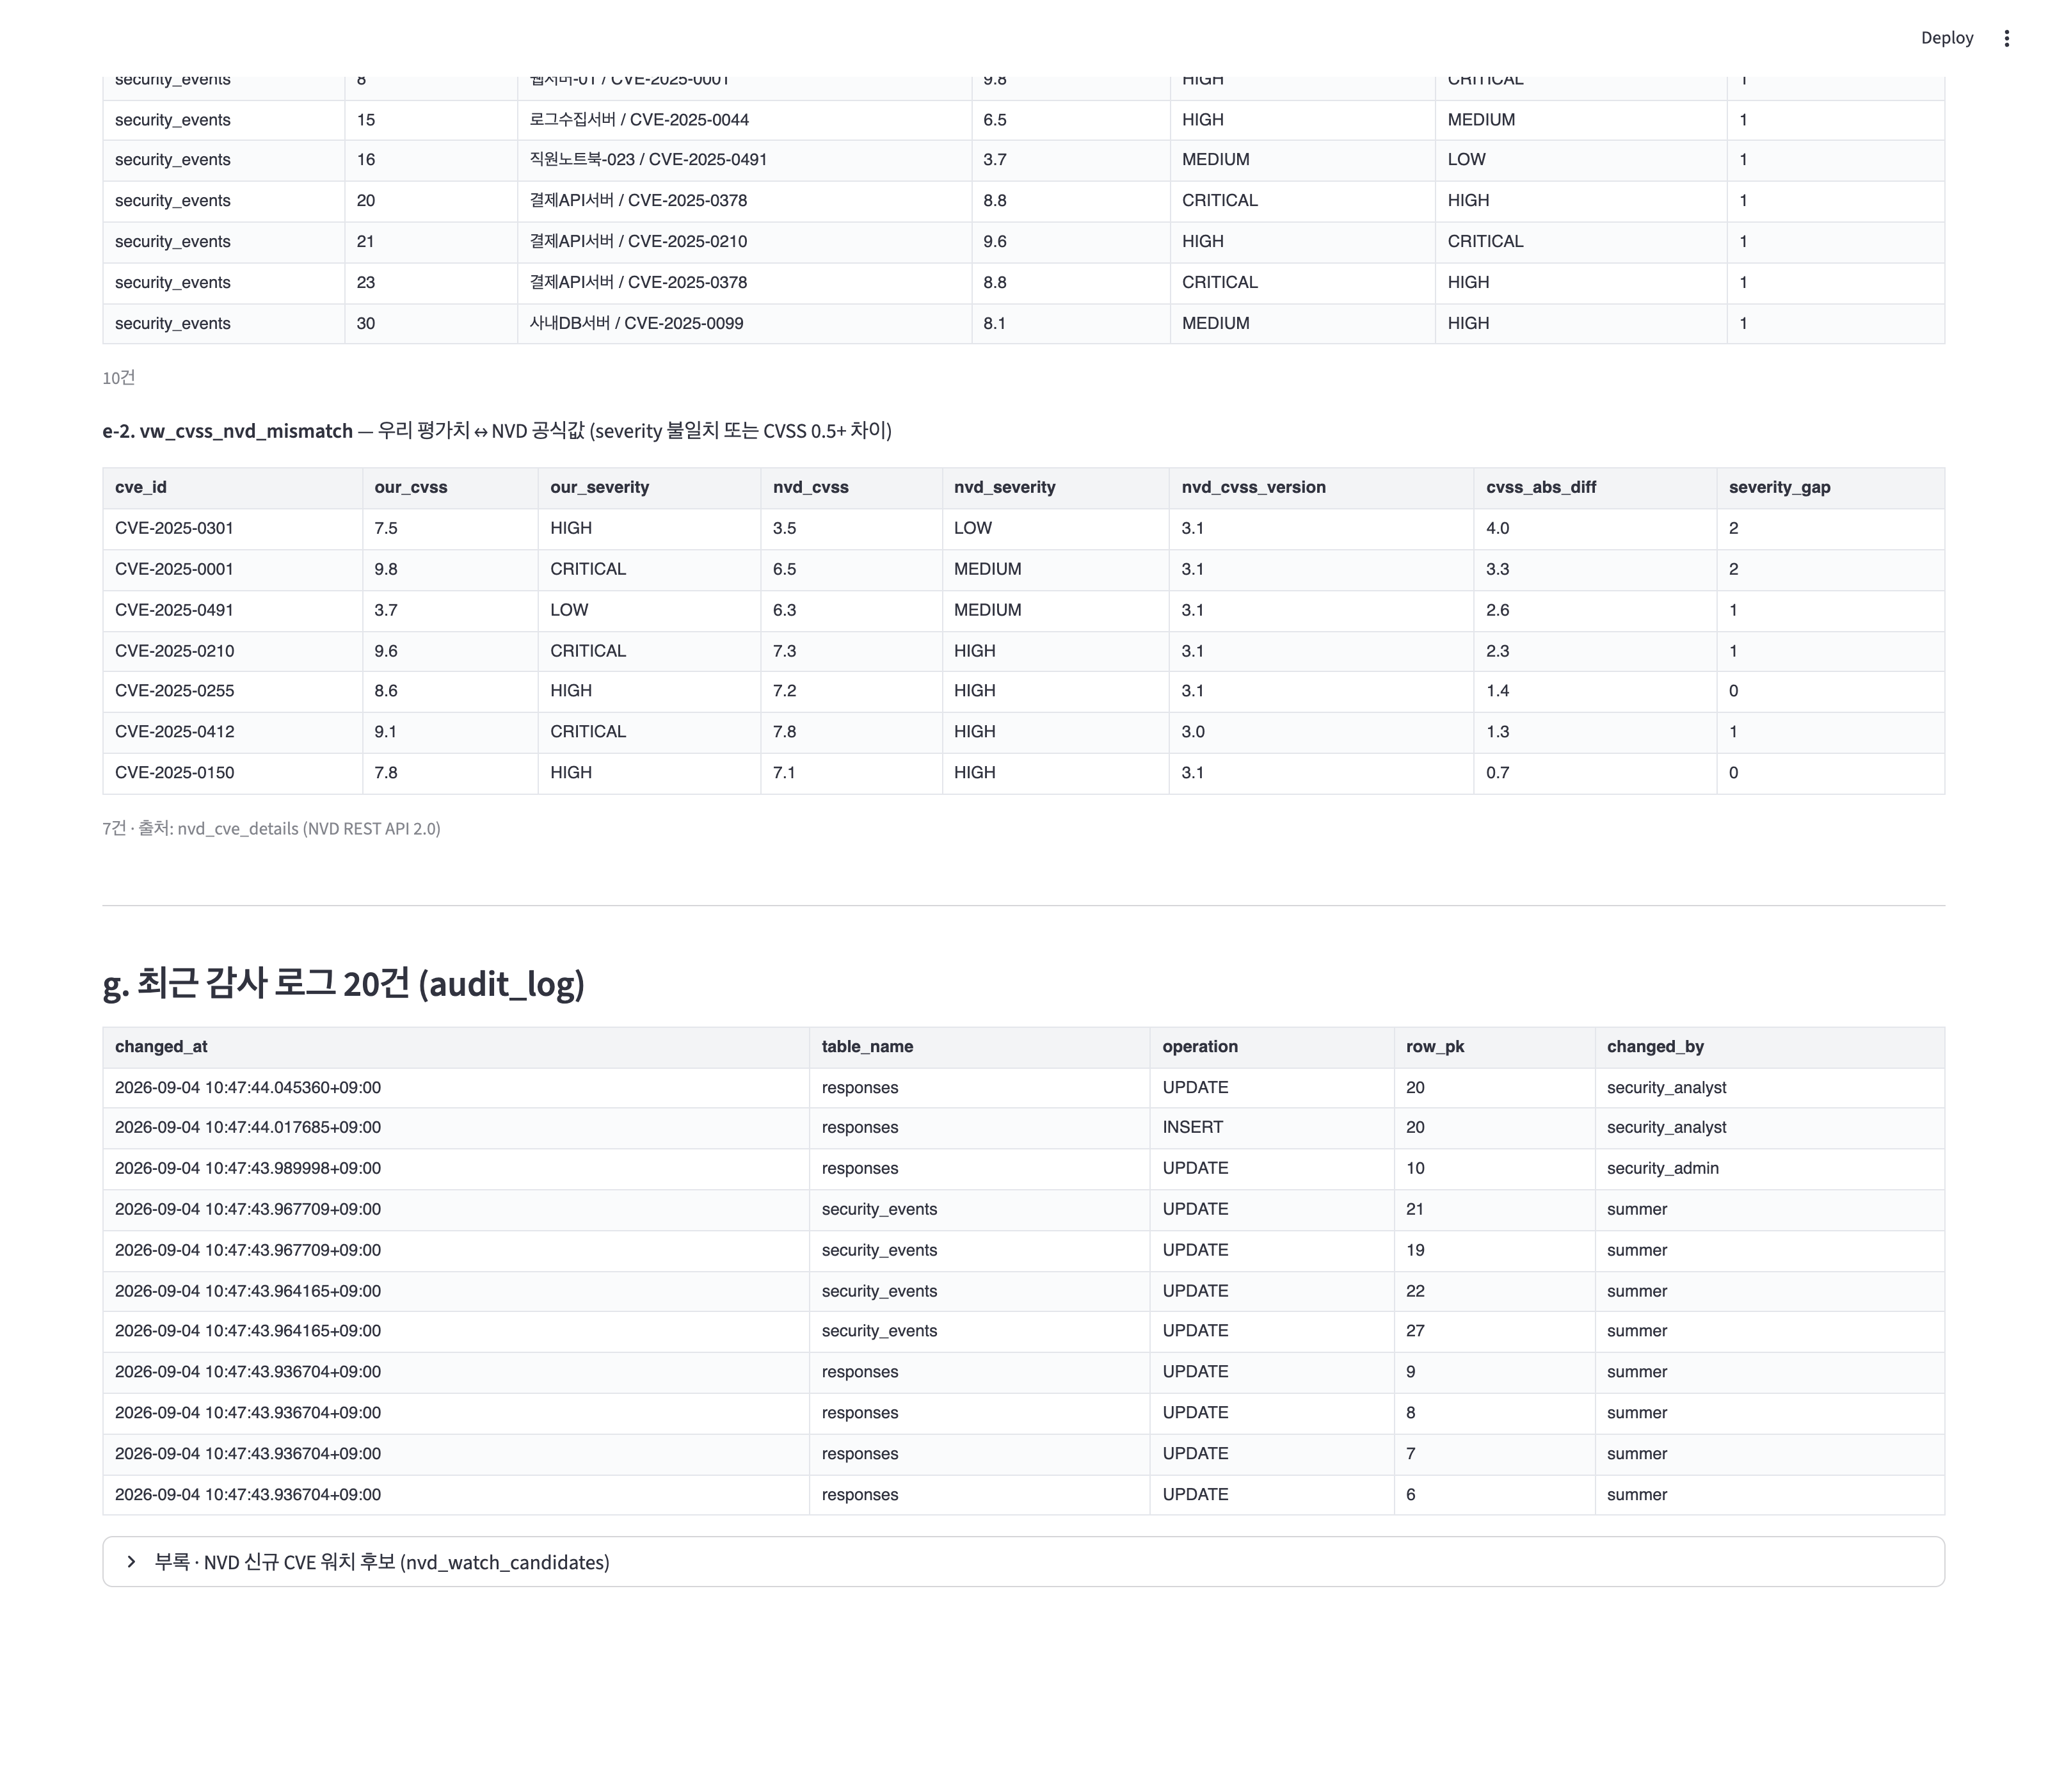 Deploy
security_events 8 웹서버-01 / CVE-2025-0001 9.8 HIGH CRITICAL 1
security_events 15 로그수집서버 / CVE-2025-0044 6.5 HIGH MEDIUM 1
security_events 16 직원노트북-023 / CVE-2025-0491 3.7 MEDIUM LOW 1
security_events 20 결제API서버 / CVE-2025-0378 8.8 CRITICAL HIGH 1
security_events 21 결제API서버 / CVE-2025-0210 9.6 HIGH CRITICAL 1
security_events 23 결제API서버 / CVE-2025-0378 8.8 CRITICAL HIGH 1
security_events 30 사내DB서버 / CVE-2025-0099 8.1 MEDIUM HIGH 1
10건
e-2. vw_cvss_nvd_mismatch — 우리 평가치 ↔ NVD 공식값 (severity 불일치 또는 CVSS 0.5+ 차이)
cve_id our_cvss our_severity nvd_cvss nvd_severity nvd_cvss_version cvss_abs_diff severity_gap
CVE-2025-0301 7.5 HIGH 3.5 LOW 3.1 4.0 2
CVE-2025-0001 9.8 CRITICAL 6.5 MEDIUM 3.1 3.3 2
CVE-2025-0491 3.7 LOW 6.3 MEDIUM 3.1 2.6 1
CVE-2025-0210 9.6 CRITICAL 7.3 HIGH 3.1 2.3 1
CVE-2025-0255 8.6 HIGH 7.2 HIGH 3.1 1.4 0
CVE-2025-0412 9.1 CRITICAL 7.8 HIGH 3.0 1.3 1
CVE-2025-0150 7.8 HIGH 7.1 HIGH 3.1 0.7 0
7건 · 출처: nvd_cve_details (NVD REST API 2.0)
g. 최근 감사 로그 20건 (audit_log)
changed_at table_name operation row_pk changed_by
2026-09-04 10:47:44.045360+09:00 responses UPDATE 20 security_analyst
2026-09-04 10:47:44.017685+09:00 responses INSERT 20 security_analyst
2026-09-04 10:47:43.989998+09:00 responses UPDATE 10 security_admin
2026-09-04 10:47:43.967709+09:00 security_events UPDATE 21 summer
2026-09-04 10:47:43.967709+09:00 security_events UPDATE 19 summer
2026-09-04 10:47:43.964165+09:00 security_events UPDATE 22 summer
2026-09-04 10:47:43.964165+09:00 security_events UPDATE 27 summer
2026-09-04 10:47:43.936704+09:00 responses UPDATE 9 summer
2026-09-04 10:47:43.936704+09:00 responses UPDATE 8 summer
2026-09-04 10:47:43.936704+09:00 responses UPDATE 7 summer
2026-09-04 10:47:43.936704+09:00 responses UPDATE 6 summer
부록 · NVD 신규 CVE 워치 후보 (nvd_watch_candidates)